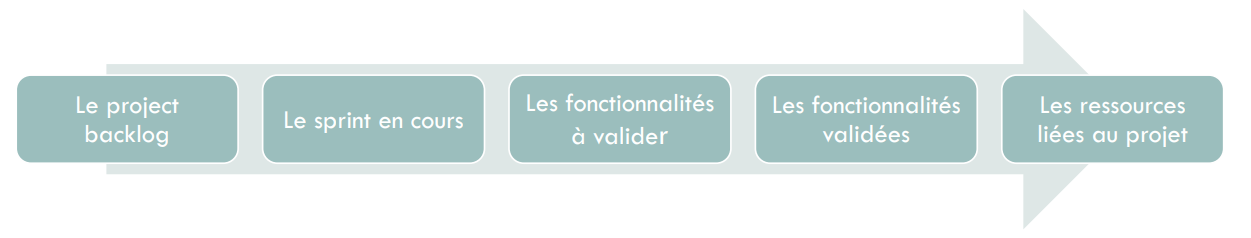 Le project
backlog
Le sprint en cours
Les fonctionnalités
à valider
Les fonctionnalités
validées
Les ressources
liées au projet